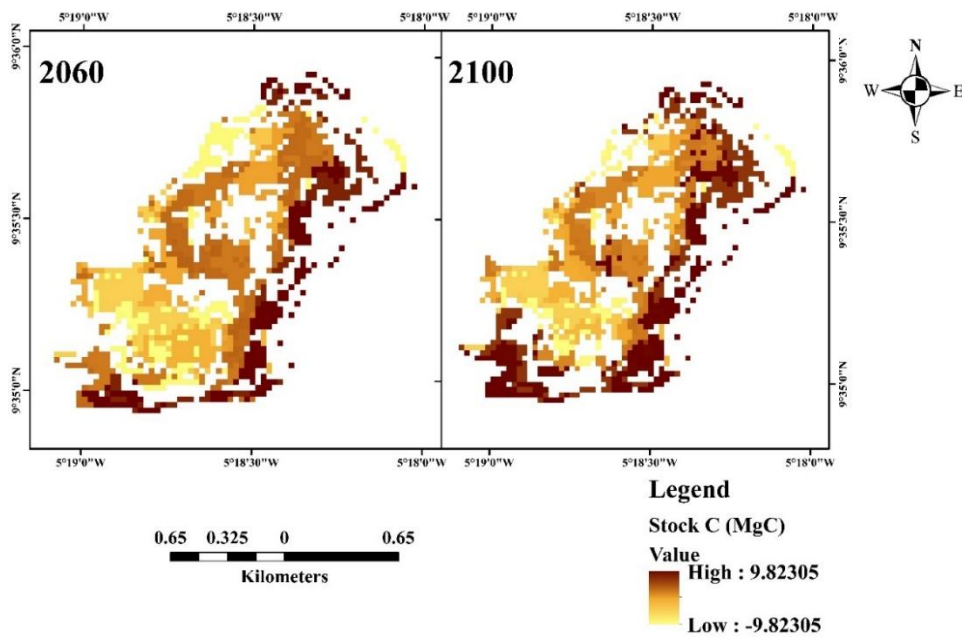 5°19'0"W 5°18'30"W 5°18'0"W 5°19'0"W 5°18'30"W 5°18'0"W
2060 2100
9°36'0"N 9°36'0"N
N
W E
S
9°35'30"N 9°35'30"N
9°35'0"N 9°35'0"N
5°19'0"W 5°18'30"W 5°18'0"W 5°19'0"W 5°18'30"W 5°18'0"W
Legend
Stock C (MgC)
Value
High : 9.82305
Low : -9.82305
0.65 0.325 0 0.65
Kilometers